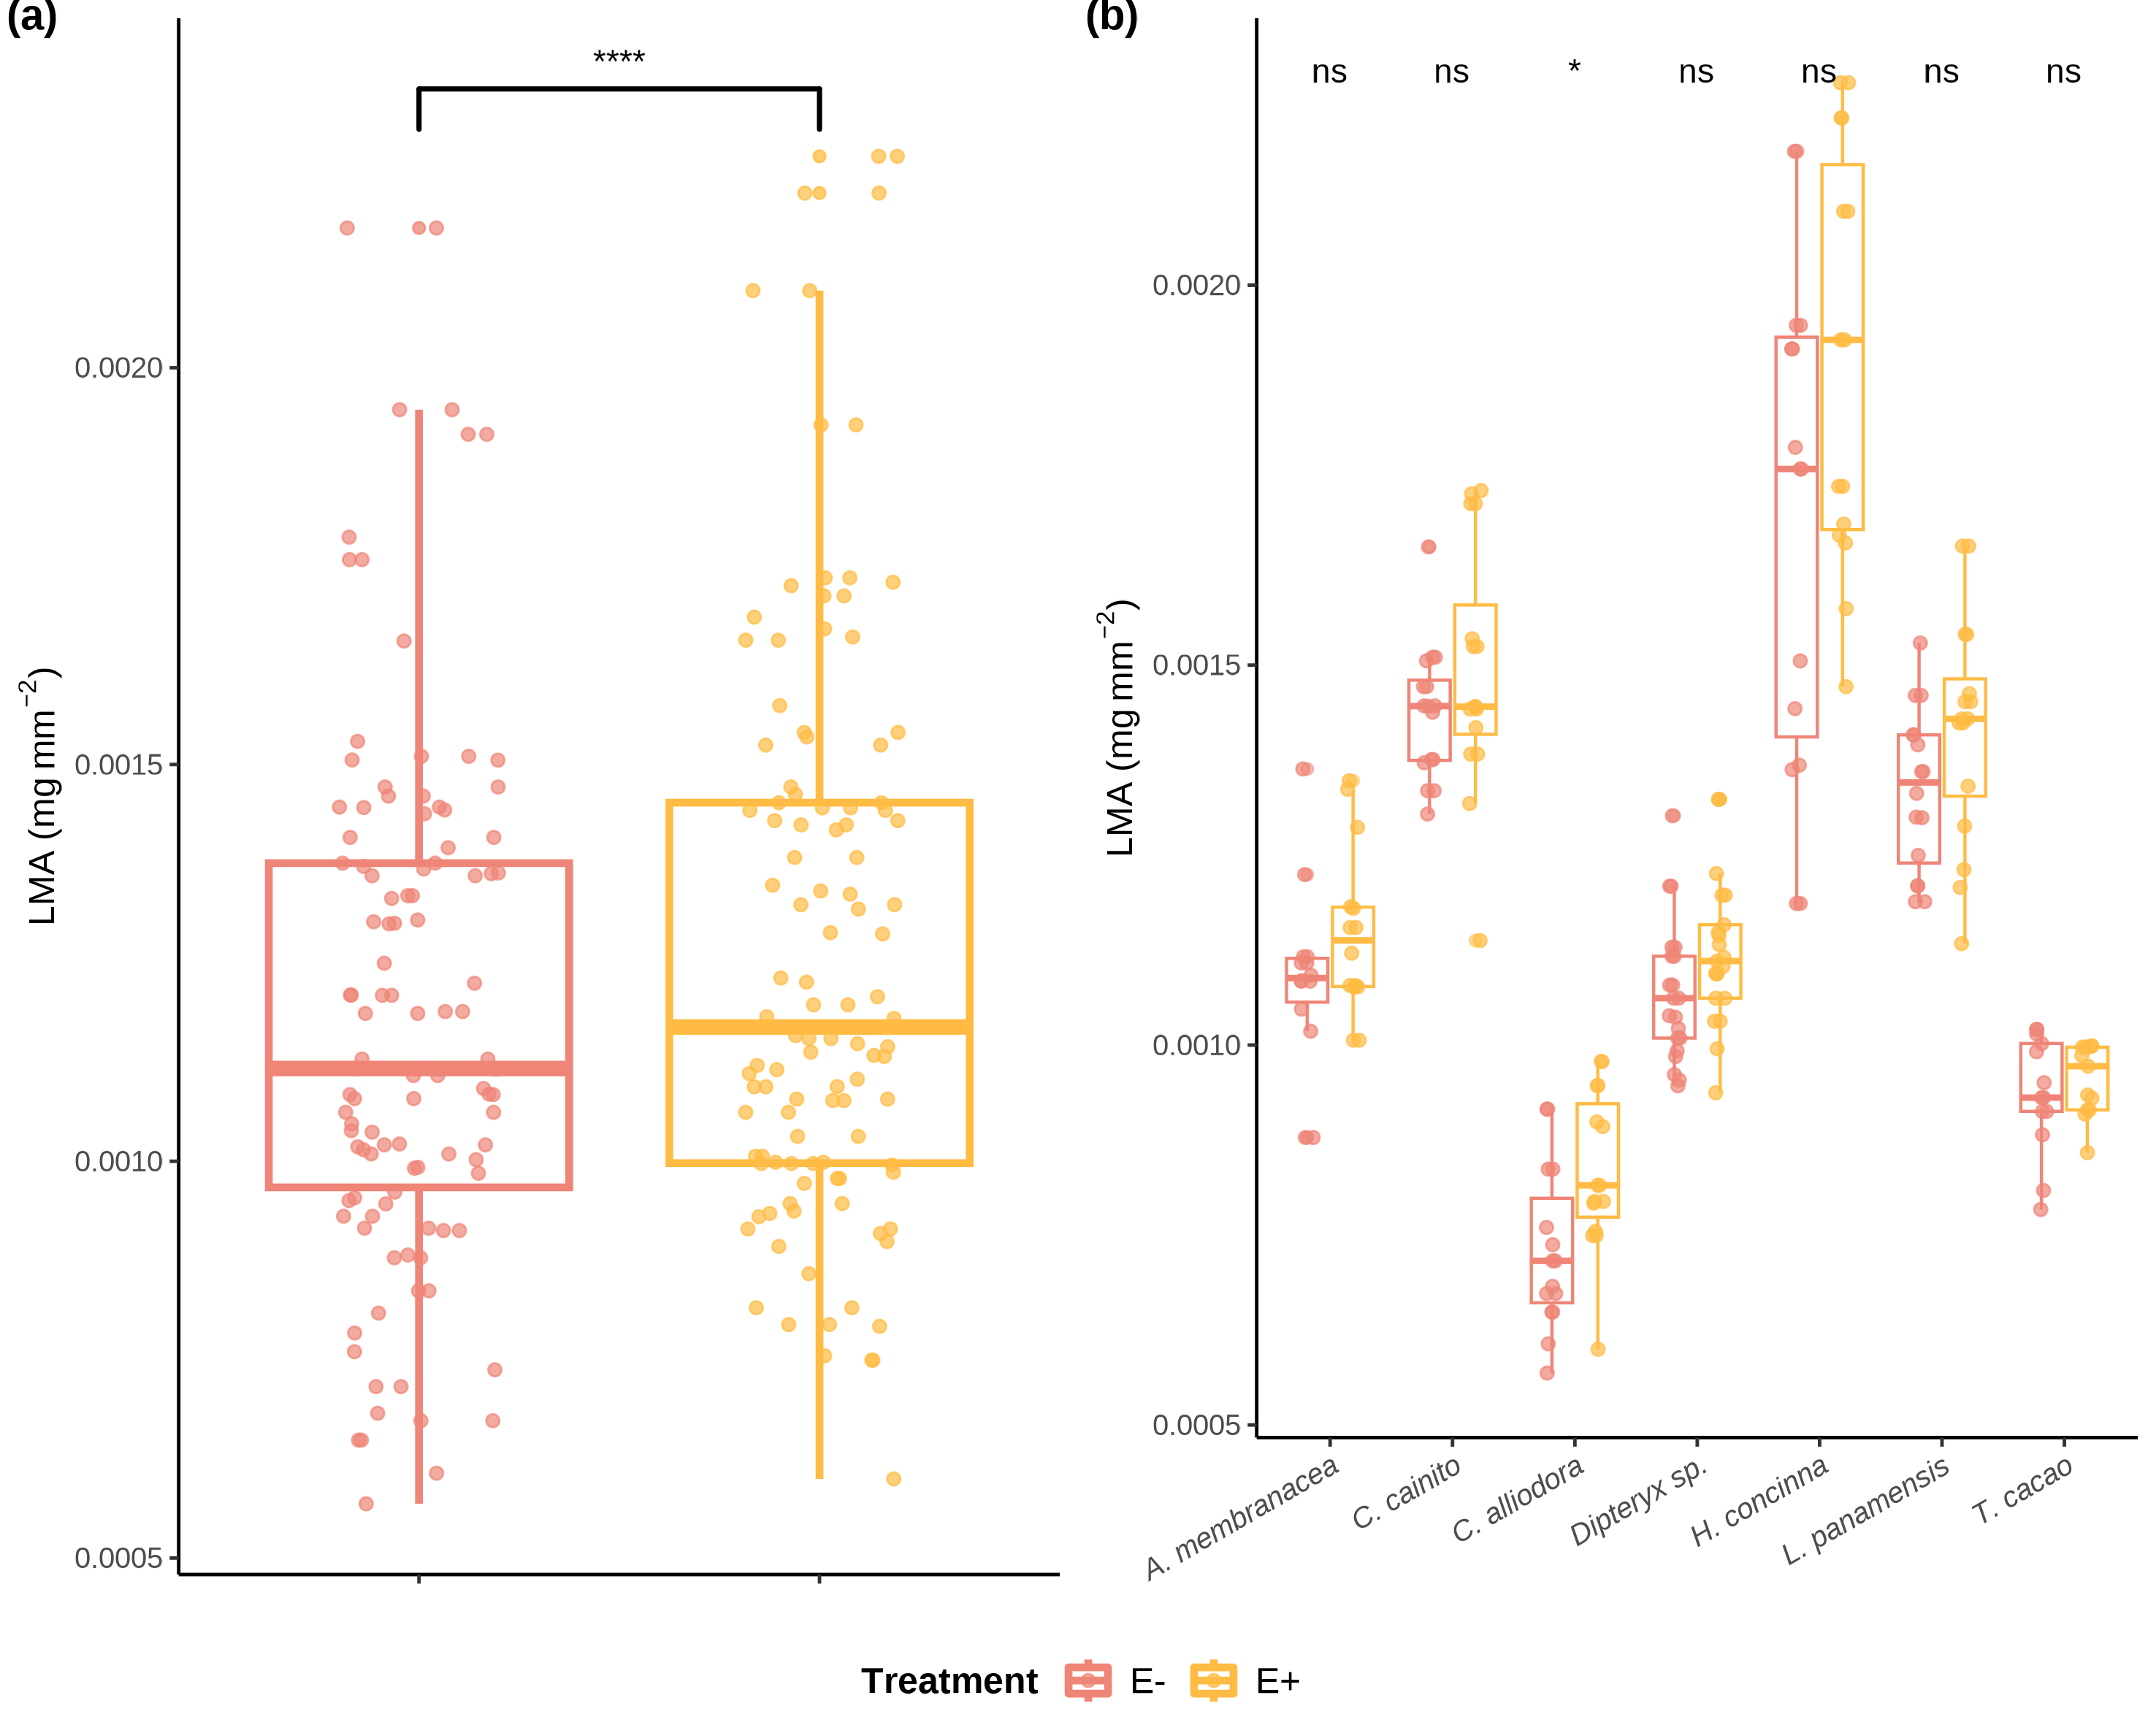 (a)
****
0.0020
0.0015
0.0010
0.0005
LMA (mg mm−2)
(b)
ns ns * ns ns ns ns
0.0020
0.0015
0.0010
0.0005
LMA (mg mm−2)
A. membranacea
C. cainito
C. alliodora
Dipteryx sp.
H. concinna
L. panamensis
T. cacao
Treatment E- E+